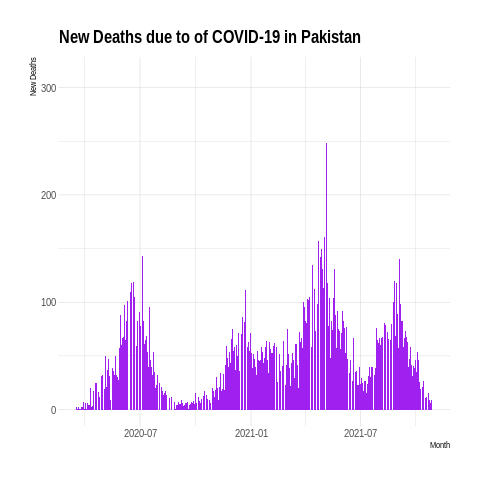 New Deaths due to of COVID-19 in Pakistan
New Deaths
300
200
100
0
2020-07
2021-01
2021-07
Month